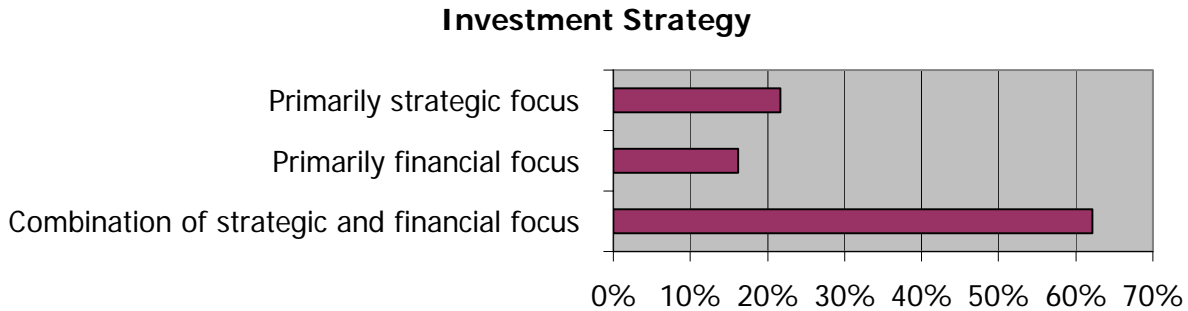 Investment Strategy
Primarily strategic focus
Primarily financial focus
Combination of strategic and financial focus
0% 10% 20% 30% 40% 50% 60% 70%